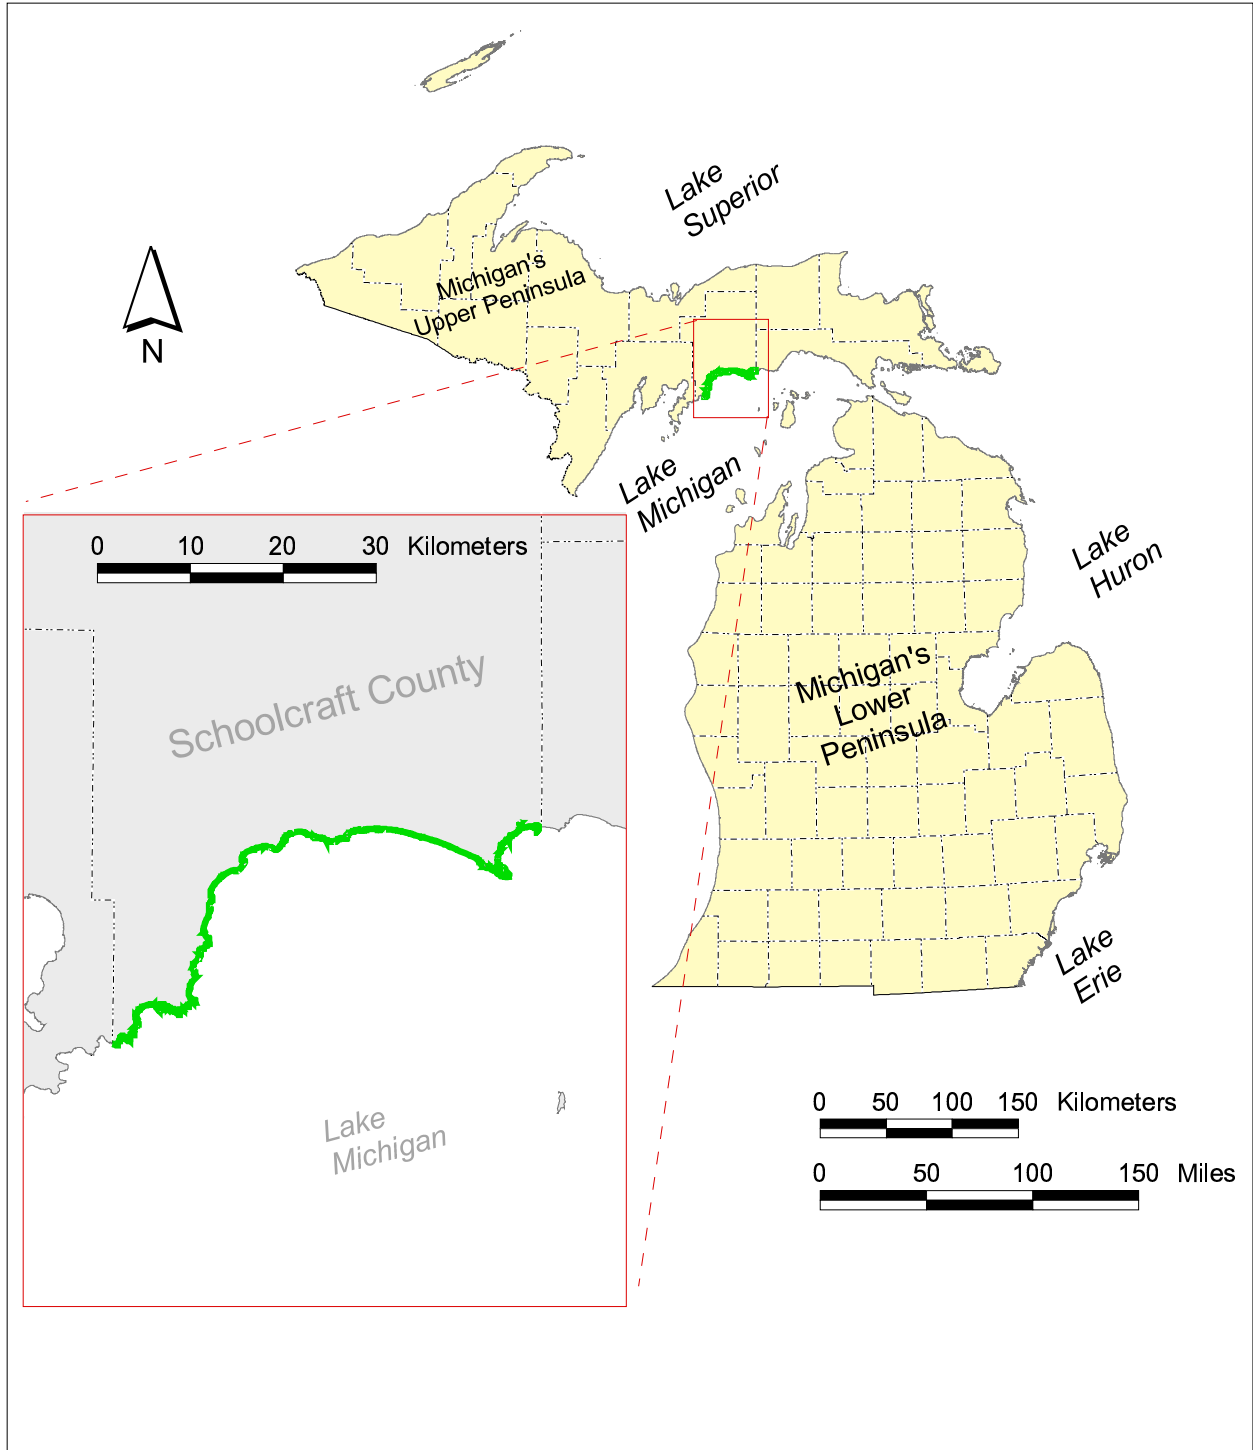 Lake
Superior
Michigan's
Upper Peninsula
N
Lake
Michigan
Lake
Huron
0 10 20 30 Kilometers
Schoolcraft County
Michigan's
Lower
Peninsula
Lake
Erie
Lake
Michigan
0 50 100 150 Kilometers
0 50 100 150 Miles